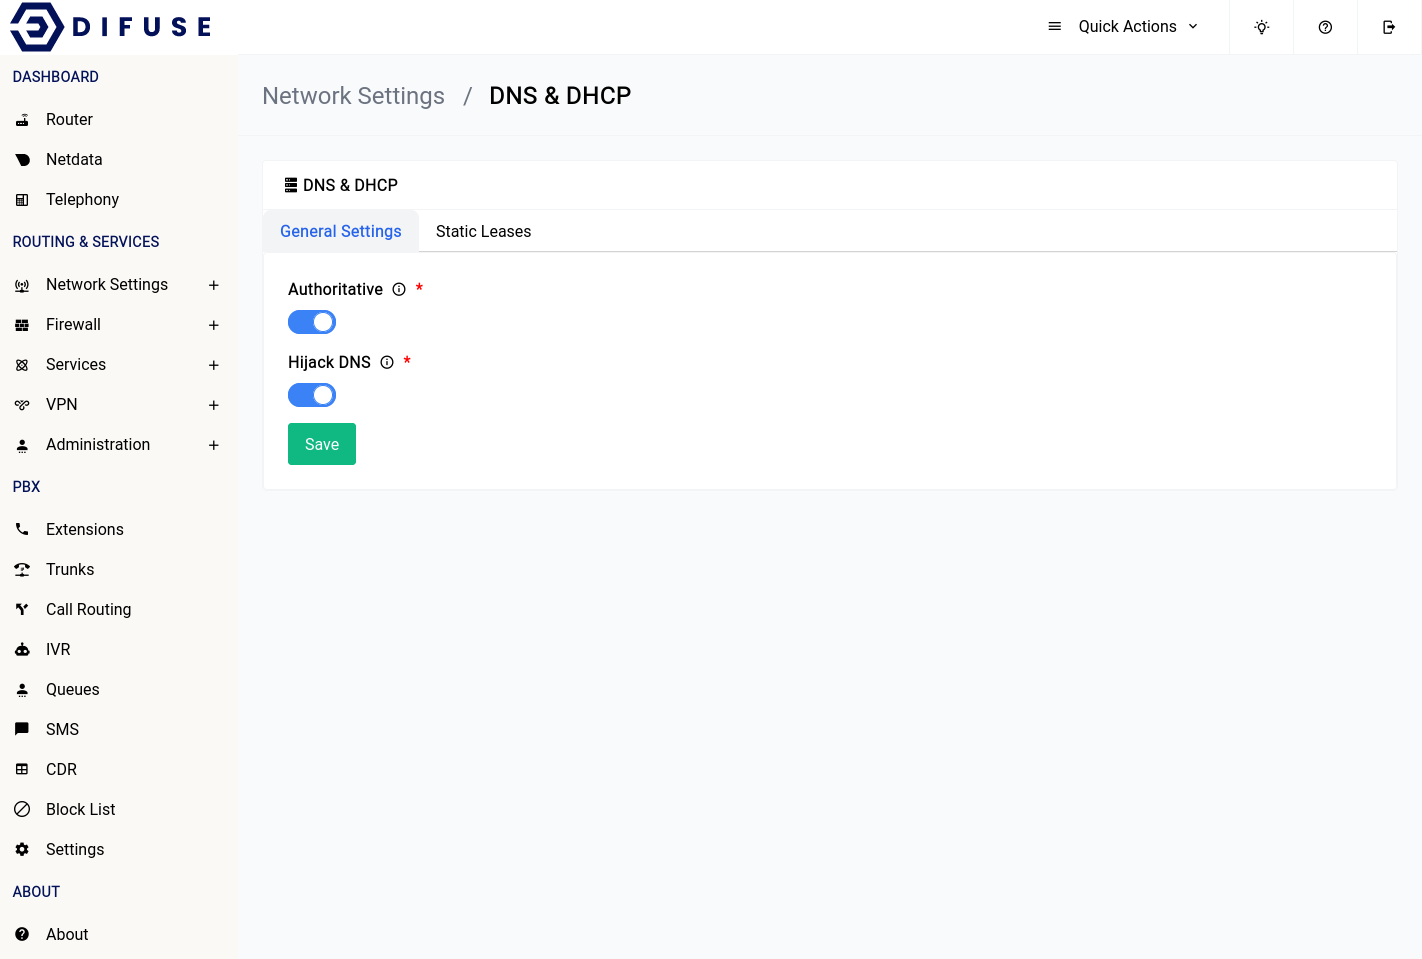 DIFUSE
Quick Actions
DASHBOARD
Router
Netdata
Telephony
ROUTING & SERVICES
Network Settings
Firewall
Services
VPN
Administration
PBX
Extensions
Trunks
Call Routing
IVR
Queues
SMS
CDR
Block List
Settings
ABOUT
About
Network Settings / DNS & DHCP
DNS & DHCP
General Settings Static Leases
Authoritative *
Hijack DNS *
Save